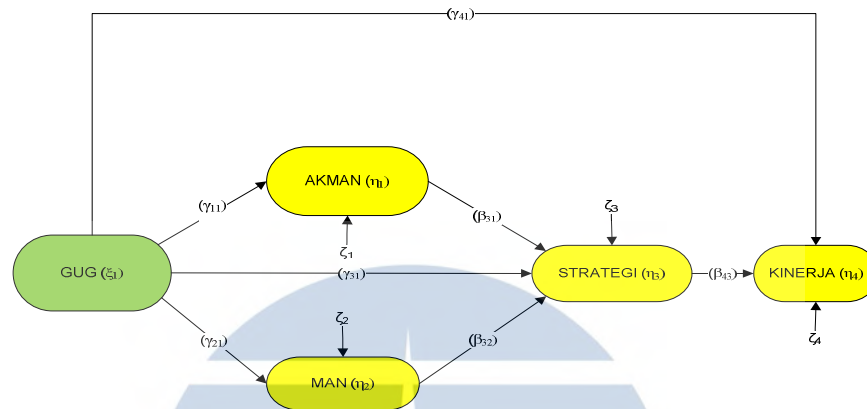 (γ41)
AKMAN (η1)
(γ11)
(β31)
ζ3
ζ1
GUG (ξ1)
(γ31)
STRATEGI (η3)
(β43)
KINERJA (η4)
ζ2
(γ21)
(β32)
ζ4
MAN (η2)